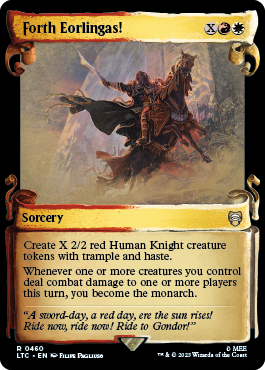 Forth Eorlingas! X R W
Sorcery
Create X 2/2 red Human Knight creature
tokens with trample and haste.
Whenever one or more creatures you control
deal combat damage to one or more players
this turn, you become the monarch.
“A sword-day, a red day, ere the sun rises!
Ride now, ride now! Ride to Gondor!”
R 0460
LTC • EN Filipe Pagliuso
© MEE
™ & © 2023 Wizards of the Coast